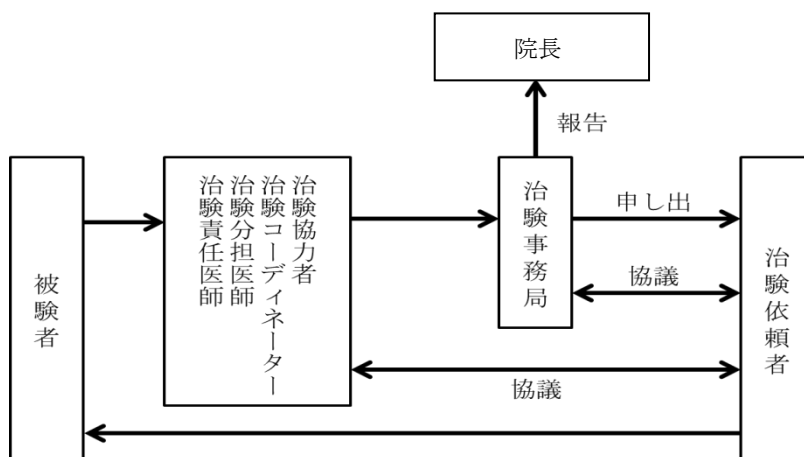 院長
報告
被験者
治験協力者
治験コーディネーター
治験分担医師
治験責任医師
治験事務局
申し出
協議
治験依頼者
協議